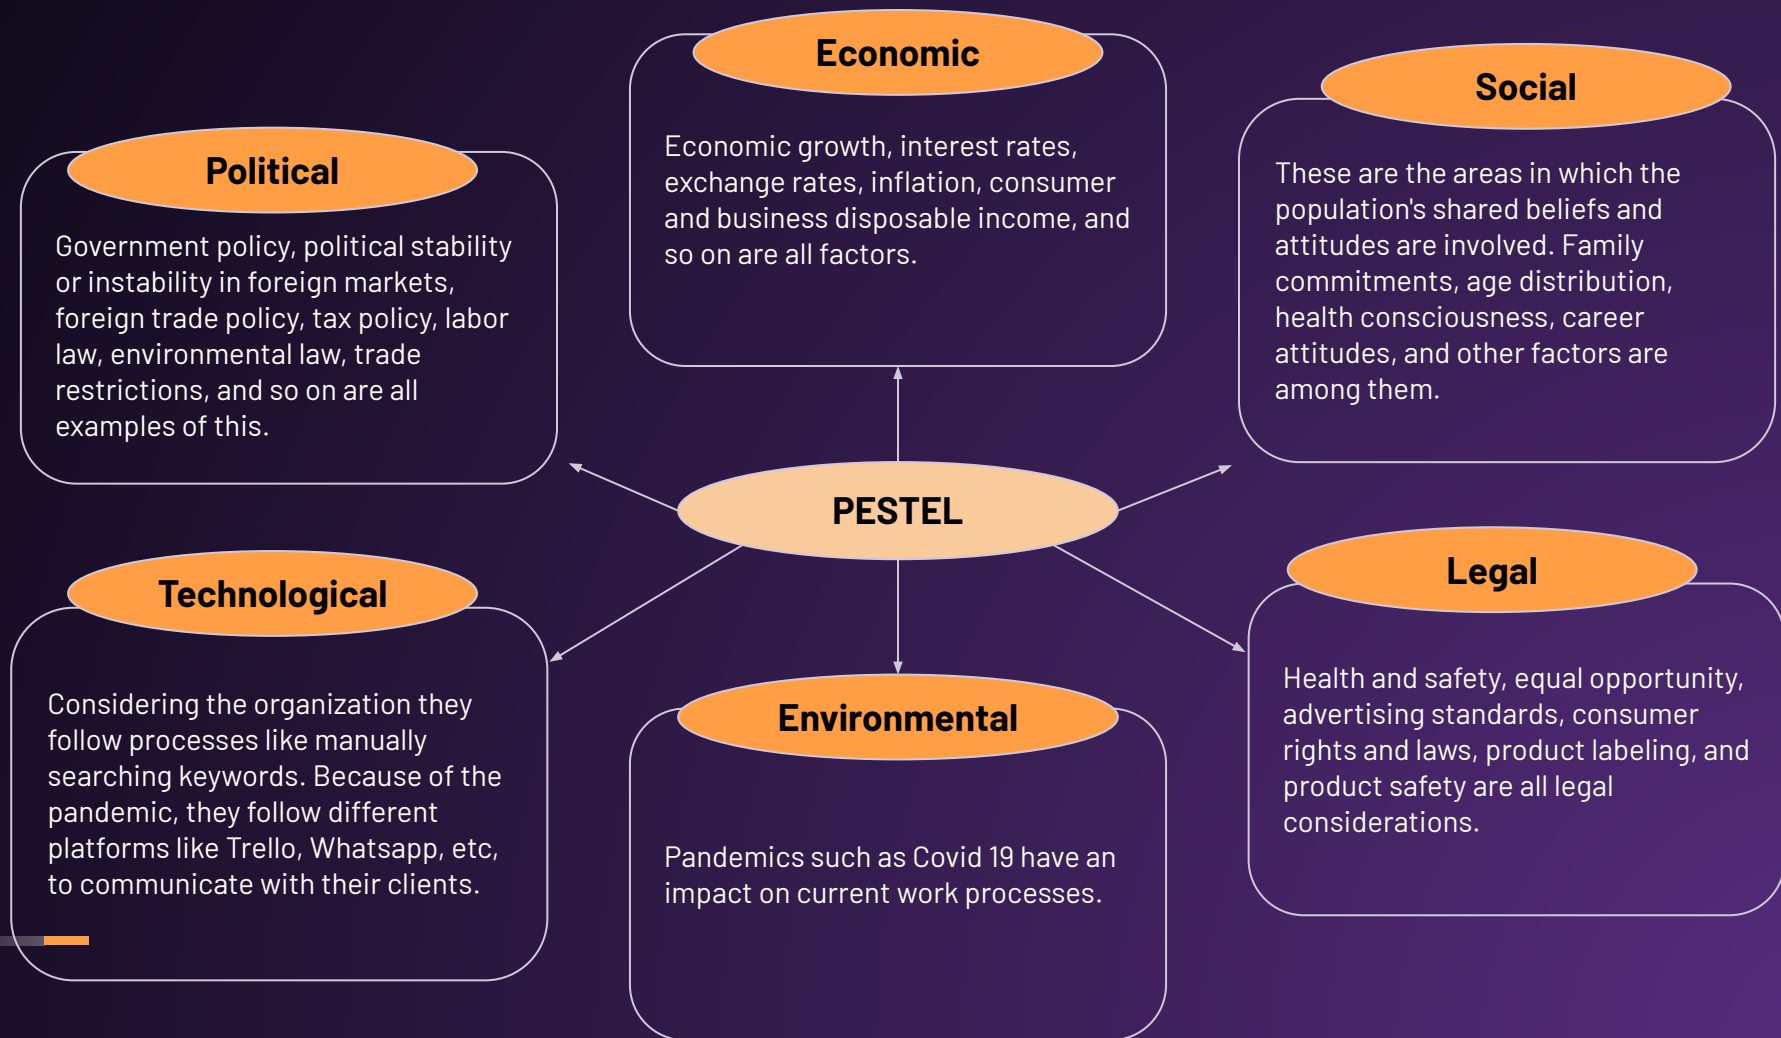 Political
Government policy, political stability
or instability in foreign markets,
foreign trade policy, tax policy, labor
law, environmental law, trade
restrictions, and so on are all
examples of this.
Economic
Economic growth, interest rates,
exchange rates, inflation, consumer
and business disposable income, and
so on are all factors.
Social
These are the areas in which the
population's shared beliefs and
attitudes are involved. Family
commitments, age distribution,
health consciousness, career
attitudes, and other factors are
among them.
PESTEL
Technological
Considering the organization they
follow processes like manually
searching keywords. Because of the
pandemic, they follow different
platforms like Trello, Whatsapp, etc,
to communicate with their clients.
Environmental
Pandemics such as Covid 19 have an
impact on current work processes.
Legal
Health and safety, equal opportunity,
advertising standards, consumer
rights and laws, product labeling, and
product safety are all legal
considerations.